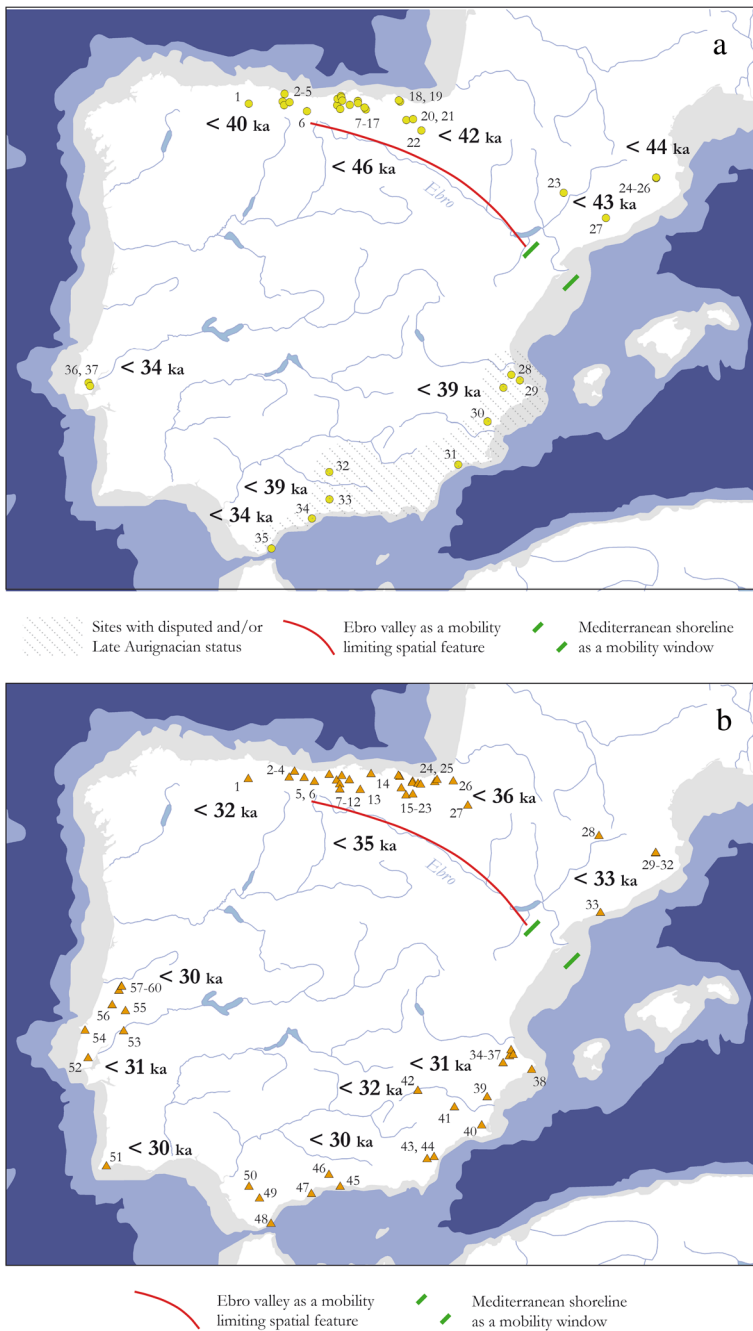 a
1
2-5
18, 19
< 40 ka
6
7-17
20, 21
22
< 42 ka
< 44 ka
< 46 ka
23
24-26
< 43 ka
Ebro
27
36, 37
< 34 ka
28
< 39 ka
29
30
32
31
< 39 ka
33
< 34 ka
34
35
Sites with disputed and/or
Late Aurignacian status
Ebro valley as a mobility
limiting spatial feature
Mediterranean shoreline
as a mobility window
b
1
2-4
24, 25
14
26
5, 6
7-12
13
15-23
27
< 36 ka
< 32 ka
28
< 35 ka
29-32
Ebro
< 33 ka
33
< 30 ka
57-60
56
55
54
53
34-37
< 31 ka
52
< 31 ka
38
42
< 32 ka
39
41
40
< 30 ka
< 30 ka
43, 44
51
46
50
49
47
45
48
Ebro valley as a mobility
limiting spatial feature
Mediterranean shoreline
as a mobility window